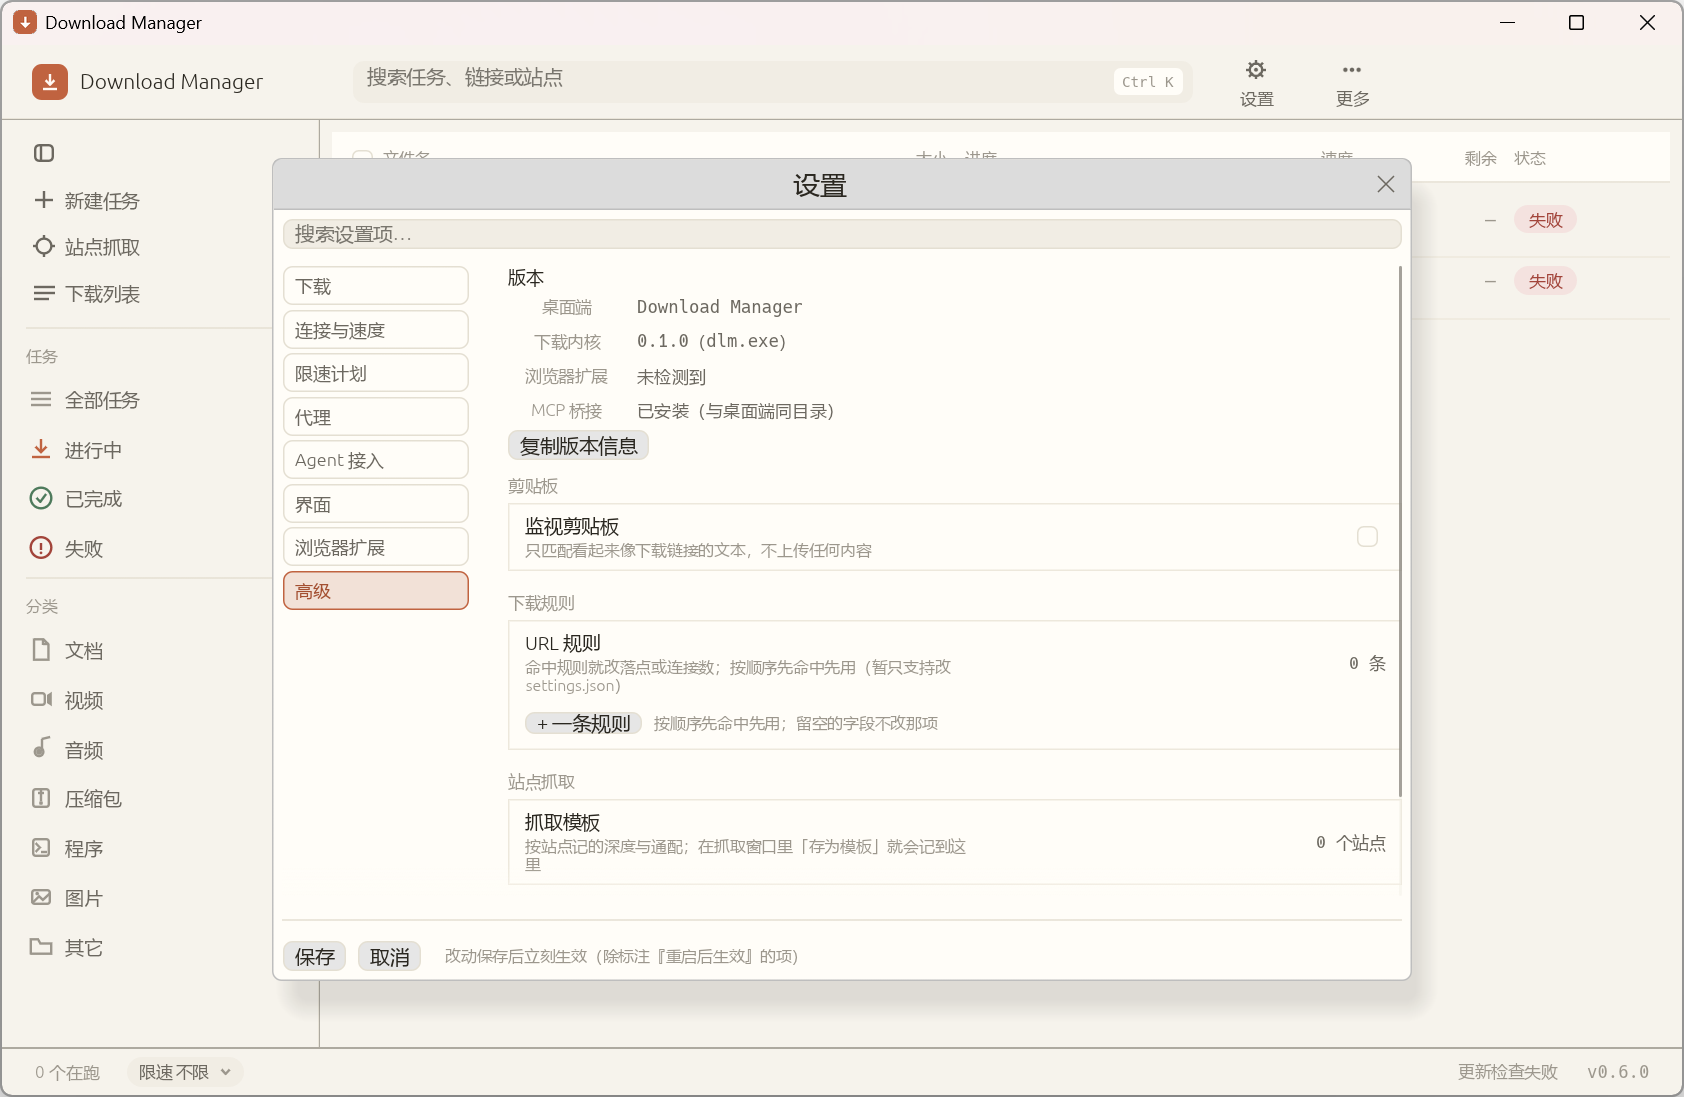 Download Manager
Download Manager
搜索任务、链接或站点
Ctrl K
设置
更多
新建任务
站点抓取
下载列表
任务
全部任务
进行中
已完成
失败
分类
文档
视频
音频
压缩包
程序
图片
其它
文件名
大小
进度
速度
剩余
状态
— 失败
— 失败
设置
搜索设置项...
下载
连接与速度
限速计划
代理
Agent 接入
界面
浏览器扩展
高级
版本
桌面端 Download Manager
下载内核 0.1.0 (dlm.exe)
浏览器扩展 未检测到
MCP 桥接 已安装（与桌面端同目录）
复制版本信息
剪贴板
监视剪贴板
只匹配看起来像下载链接的文本，不上传任何内容
下载规则
URL 规则
命中规则就改落点或连接数；按顺序先命中先用（暂只支持改
settings.json）
0 条
+ 一条规则 按顺序先命中先用；留空的字段不改那项
站点抓取
抓取模板
按站点记的深度与通配；在抓取窗口里「存为模板」就会记到这
里
0 个站点
保存
取消
改动保存后立刻生效（除标注『重启后生效』的项）
0 个在跑
限速 不限
更新检查失败
v0.6.0